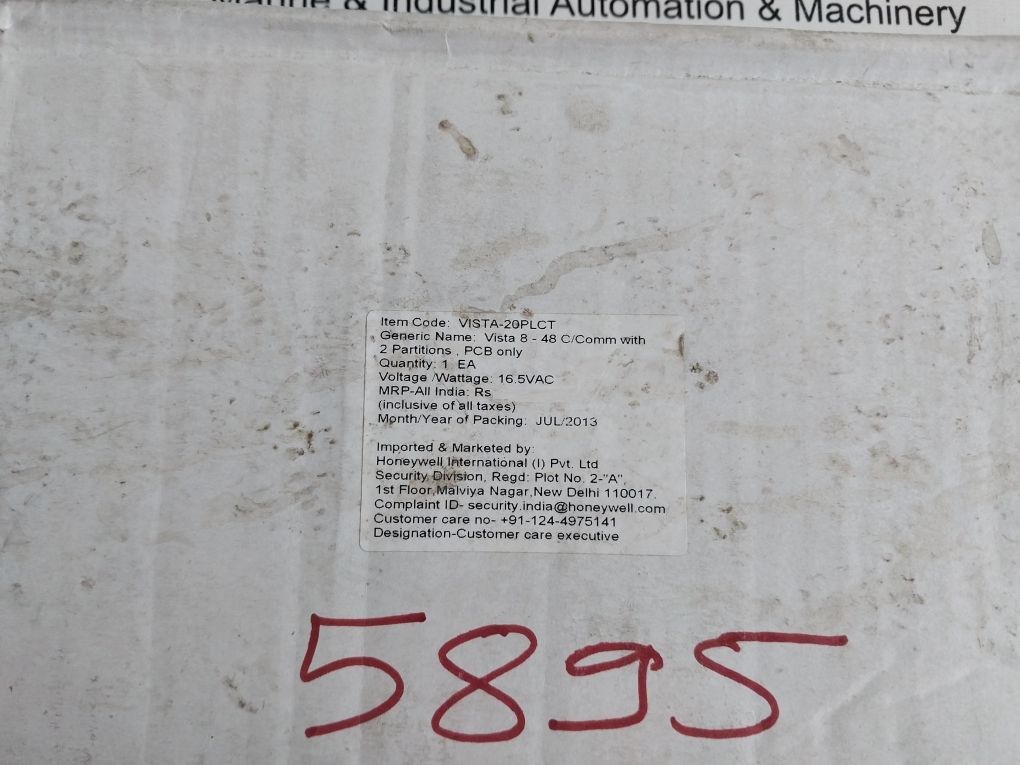 Marine & Industrial Automation & Machinery
Item Code: VISTA-20PLCT
Generic Name: Vista 8 - 48 C/Comm with
2 Partitions , PCB only
Quantity: 1 EA
Voltage /Wattage: 16.5VAC
MRP-All India: Rs
(inclusive of all taxes)
Month/Year of Packing: JUL/2013
Imported & Marketed by:
Honeywell International (I) Pvt. Ltd
Security Division, Regd: Plot No. 2-"A",
1st Floor,Malviya Nagar,New Delhi 110017.
Complaint ID- security.india@honeywell.com
Customer care no- +91-124-4975141
Designation-Customer care executive
5895